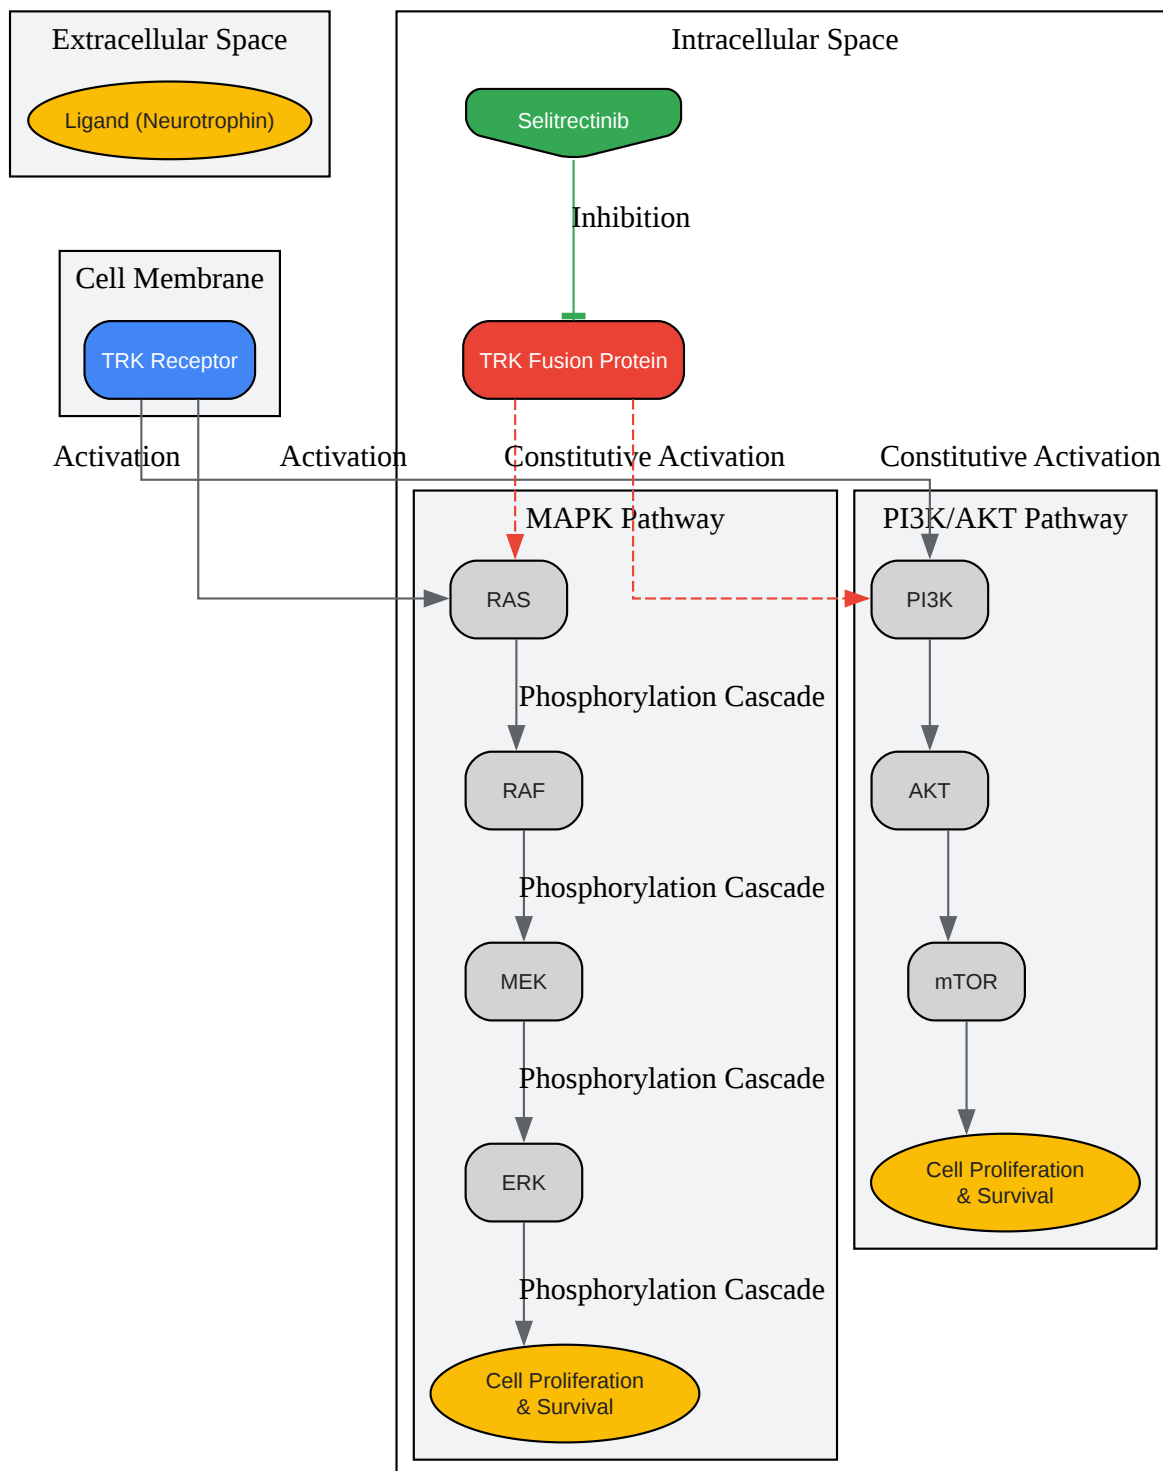 Extracellular Space
Ligand (Neurotrophin)
Intracellular Space
Selitrectinib
Inhibition
Cell Membrane
TRK Receptor
TRK Fusion Protein
Activation
Activation
Constitutive Activation
Constitutive Activation
MAPK Pathway
PI3K/AKT Pathway
RAS
PI3K
Phosphorylation Cascade
RAF
AKT
Phosphorylation Cascade
MEK
mTOR
Phosphorylation Cascade
ERK
Cell Proliferation
& Survival
Phosphorylation Cascade
Cell Proliferation
& Survival